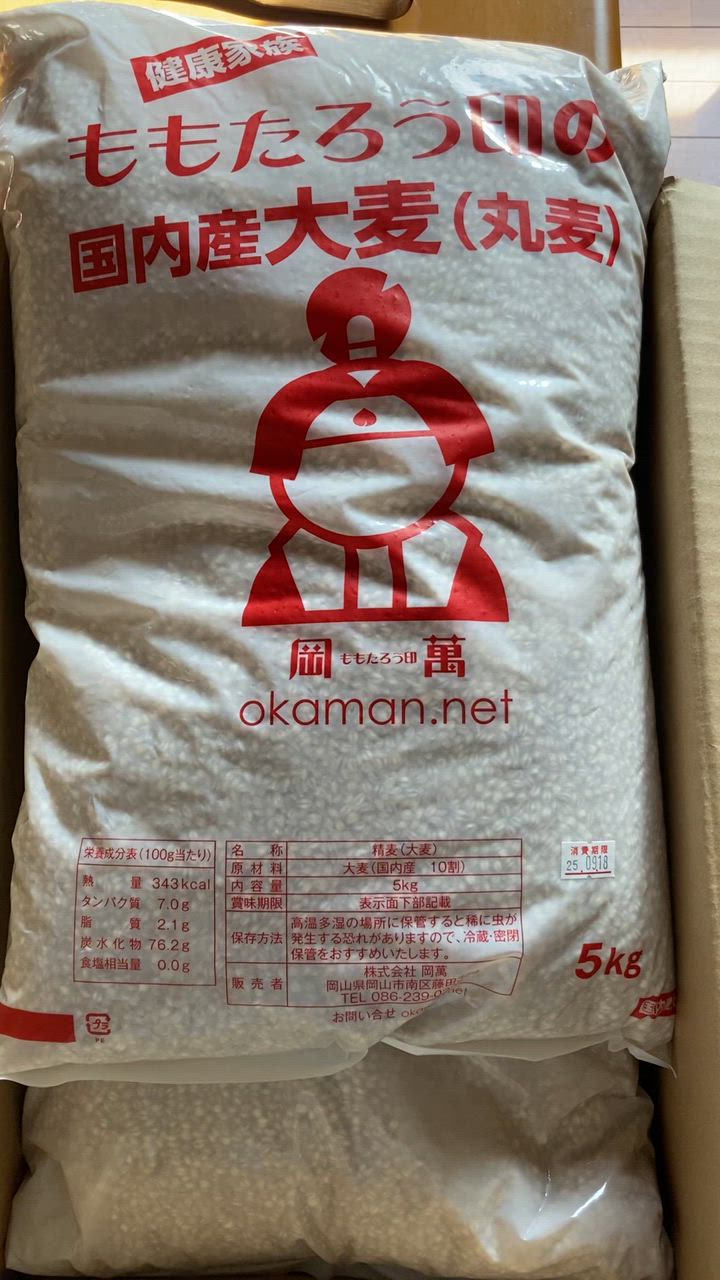 健康家族
ももたろう印の
国内産大麦(丸麦)
岡 ももたろう印 萬
okaman.net
栄養成分表(100g当たり)
熱量 343kcal
タンパク質 7.0g
脂質 2.1g
炭水化物 76.2g
食塩相当量 0.0g
名称 精麦(大麦)
原材料 大麦(国内産 10割)
内容量 5kg
賞味期限 表示面下部記載
保存方法 高温多湿の場所に保管すると稀に虫が
発生する恐れがありますので、冷蔵・密閉
保管をおすすめいたします。
販売者 株式会社 岡萬
岡山県岡山市南区藤田
TEL 086-239-
お問い合せ
消費期限
25.0918
5kg
国内産
プラ
PE